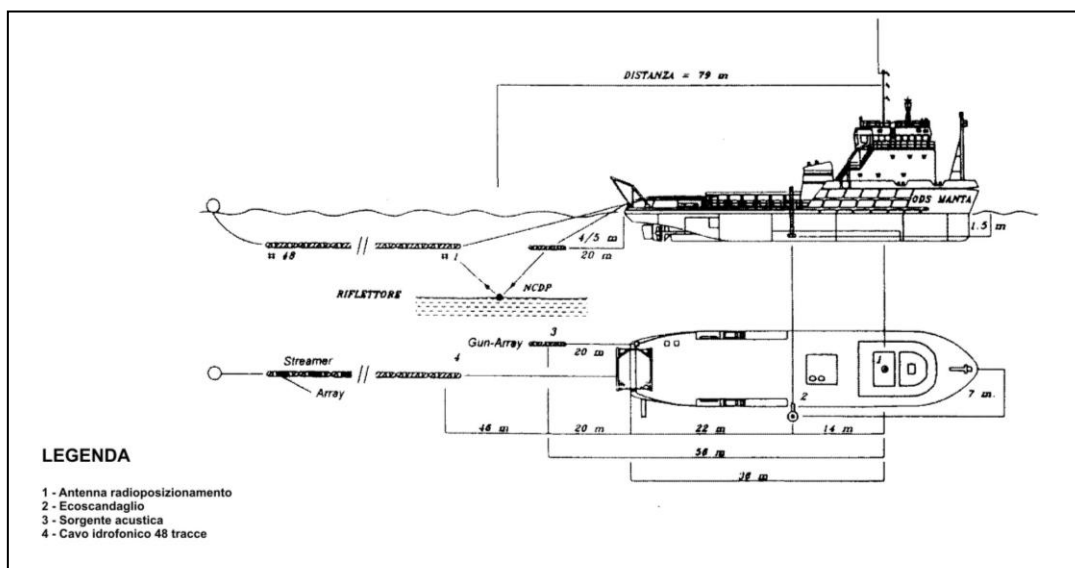 DISTANZA = 79 m
ODS MANTA
1.5 m
4/5 m
20 m
¤ 48
¤ 1
NCDP
RIFLETTORE
3
Gun-Array
20 m
4
Streamer
Array
1
2
7 m.
46 m
20 m
22 m
14 m
56 m
36 m
LEGENDA
1 - Antenna radioposizionamento
2 - Ecoscandaglio
3 - Sorgente acustica
4 - Cavo idrofonico 48 tracce